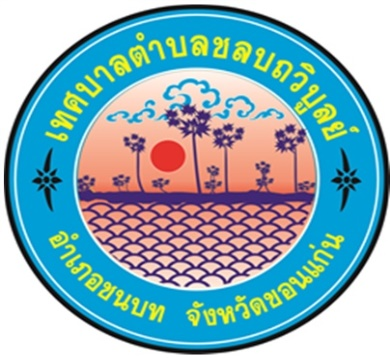 เทศบาลตำบลชลบถวิบูลย์
อำเภอชนบท จังหวัดขอนแก่น